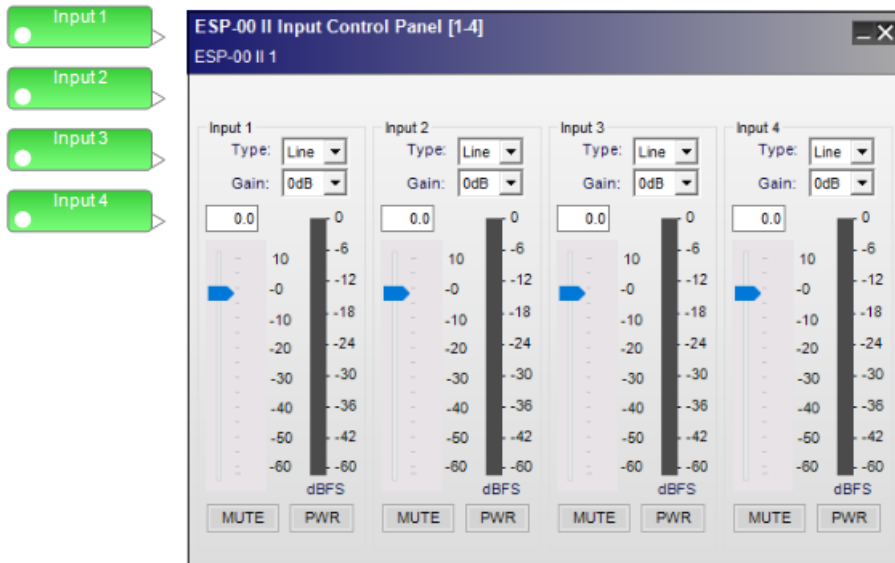 Input 1
Input 2
Input 3
Input 4
ESP-00 II Input Control Panel [1-4]
ESP-00 II 1
Input 1
Type: Line
Gain: 0dB
0.0
10
-0
-10
-20
-30
-40
-50
-60
0
-6
-12
-18
-24
-30
-36
-42
-60
dBFS
MUTE PWR
Input 2
Type: Line
Gain: 0dB
0.0
10
-0
-10
-20
-30
-40
-50
-60
0
-6
-12
-18
-24
-30
-36
-42
-60
dBFS
MUTE PWR
Input 3
Type: Line
Gain: 0dB
0.0
10
-0
-10
-20
-30
-40
-50
-60
0
-6
-12
-18
-24
-30
-36
-42
-60
dBFS
MUTE PWR
Input 4
Type: Line
Gain: 0dB
0.0
10
-0
-10
-20
-30
-40
-50
-60
0
-6
-12
-18
-24
-30
-36
-42
-60
dBFS
MUTE PWR